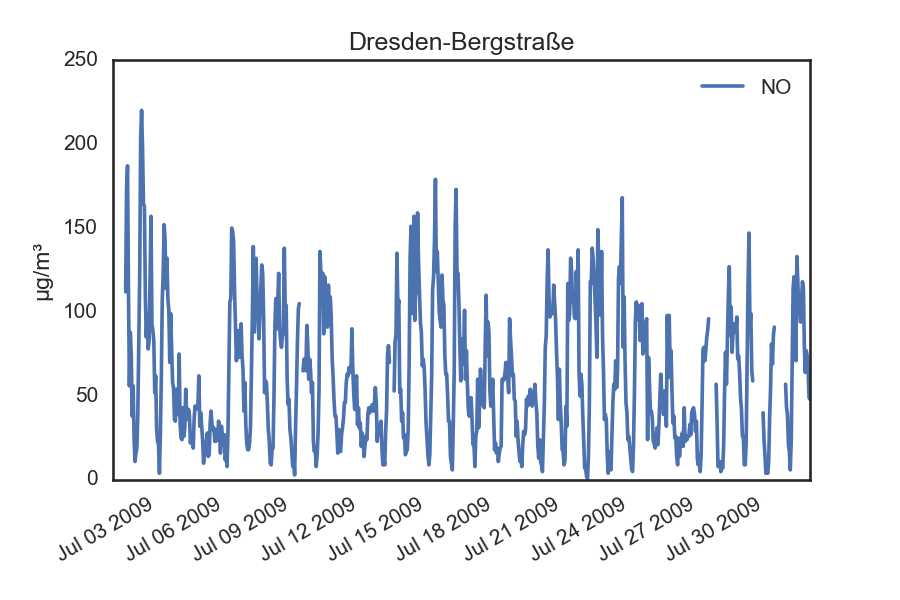 Dresden-Bergstraße
250
200
150
100
50
0
µg/m³
NO
Jul 03 2009
Jul 06 2009
Jul 09 2009
Jul 12 2009
Jul 15 2009
Jul 18 2009
Jul 21 2009
Jul 24 2009
Jul 27 2009
Jul 30 2009